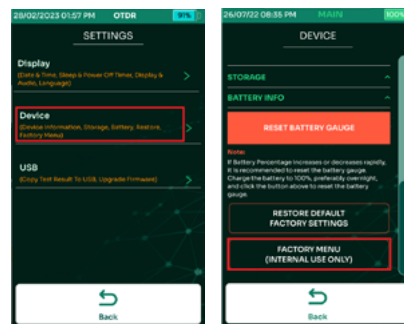 28/02/2023 01:57 PM OTDR 91%
SETTINGS
Display
(Date & Time, Sleep & Power Off Timer, Display &
Audio, Language)
Device
(Device Information, Storage, Battery, Restore,
Factory Menu)
USB
(Copy Test Result To USB, Upgrade Firmware)
Back
26/07/22 08:35 PM MAIN 100%
DEVICE
STORAGE
BATTERY INFO
RESET BATTERY GAUGE
Note:
If Battery Percentage increases or decreases rapidly,
it is recommended to reset the battery gauge.
Charge the battery to 100%, preferably overnight,
and click the button above to reset the battery
gauge.
RESTORE DEFAULT
FACTORY SETTINGS
FACTORY MENU
(INTERNAL USE ONLY)
Back